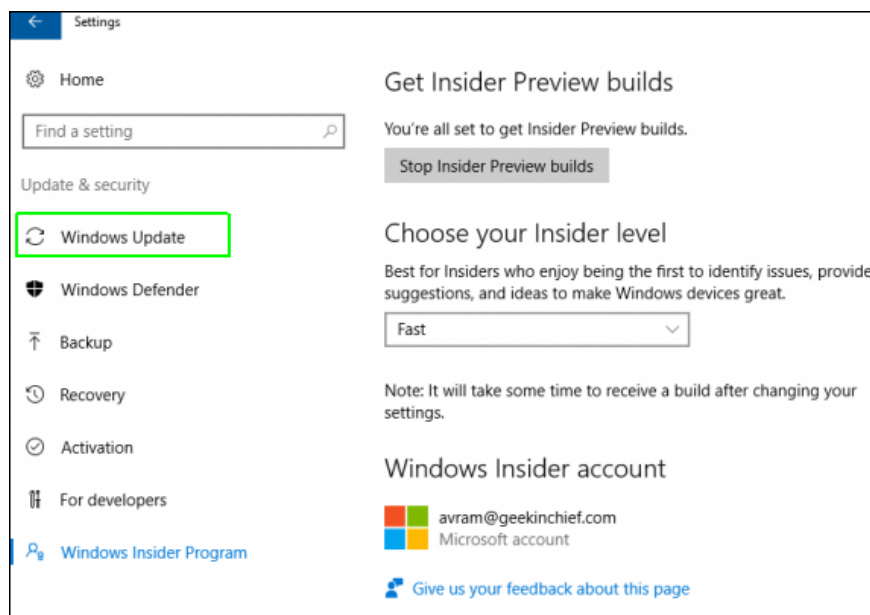 Settings
Home
Find a setting
Update & security
Windows Update
Windows Defender
Backup
Recovery
Activation
For developers
Windows Insider Program
Get Insider Preview builds
You're all set to get Insider Preview builds.
Stop Insider Preview builds
Choose your Insider level
Best for Insiders who enjoy being the first to identify issues, provide
suggestions, and ideas to make Windows devices great.
Fast
Note: It will take some time to receive a build after changing your
settings.
Windows Insider account
avram@geekinchief.com
Microsoft account
Give us your feedback about this page